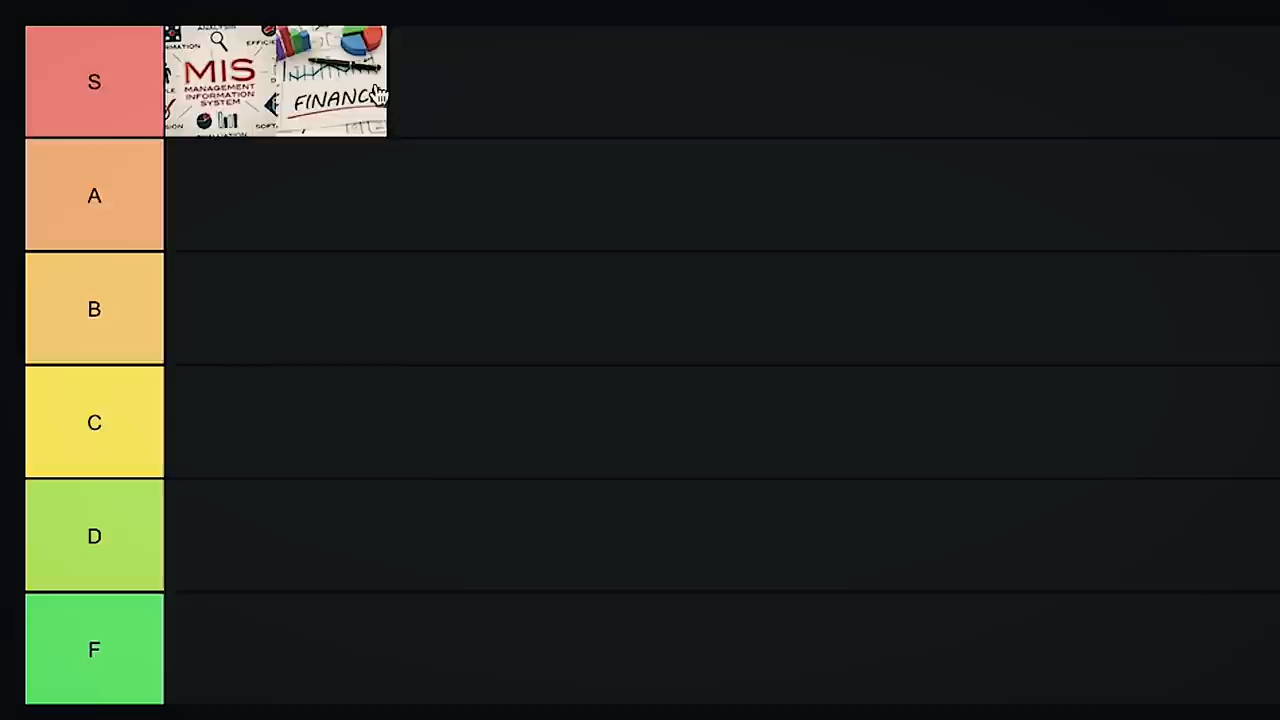 S
MIS
MANAGEMENT
INFORMATION
SYSTEM
FINANC
A
B
C
D
F